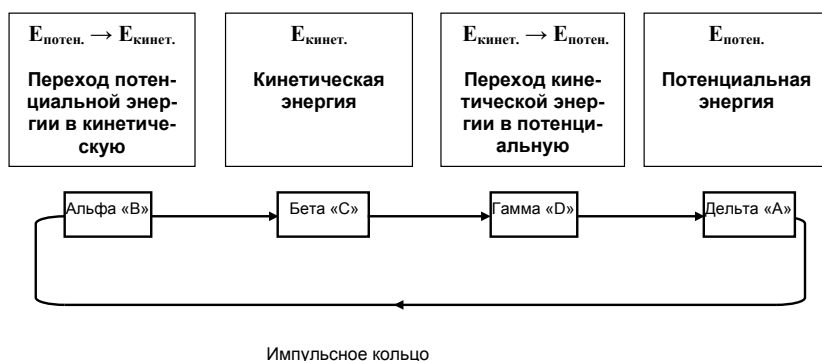 Eпотен. → Eкинет.
Переход потен-
циальной энер-
гии в кинетиче-
скую
Eкинет.
Кинетическая
энергия
Eкинет. → Eпотен.
Переход кине-
тической энер-
гии в потенци-
альную
Eпотен.
Потенциальная
энергия
Альфа «B»
Бета «C»
Гамма «D»
Дельта «A»
Импульсное кольцо